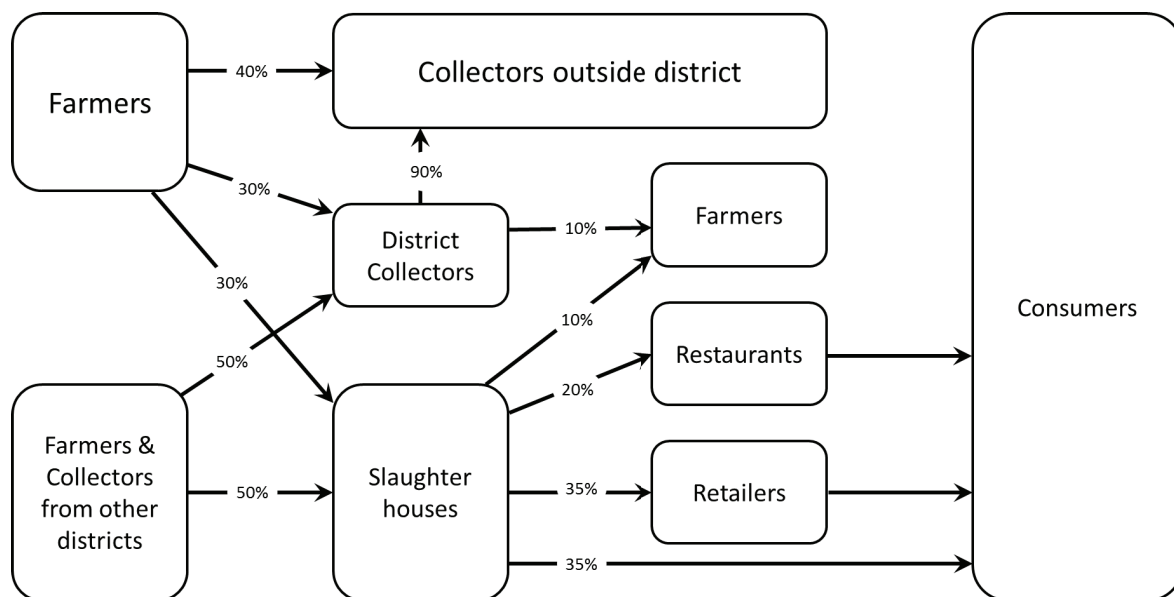 Farmers
40%
Collectors outside district
30%
90%
District
Collectors
10%
Farmers
30%
10%
50%
20%
Restaurants
Consumers
Farmers &
Collectors
from other
districts
50%
Slaughter
houses
35%
Retailers
35%